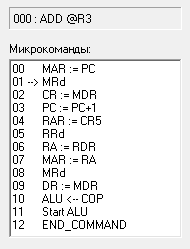 000 : ADD @R3
Микрокоманды:
00 MAR := PC
01 --> MRd
02 CR := MDR
03 PC := PC+1
04 RAR := CR5
05 RRd
06 RA := RDR
07 MAR := RA
08 MRd
09 DR := MDR
10 ALU <-- COP
11 Start ALU
12 END_COMMAND